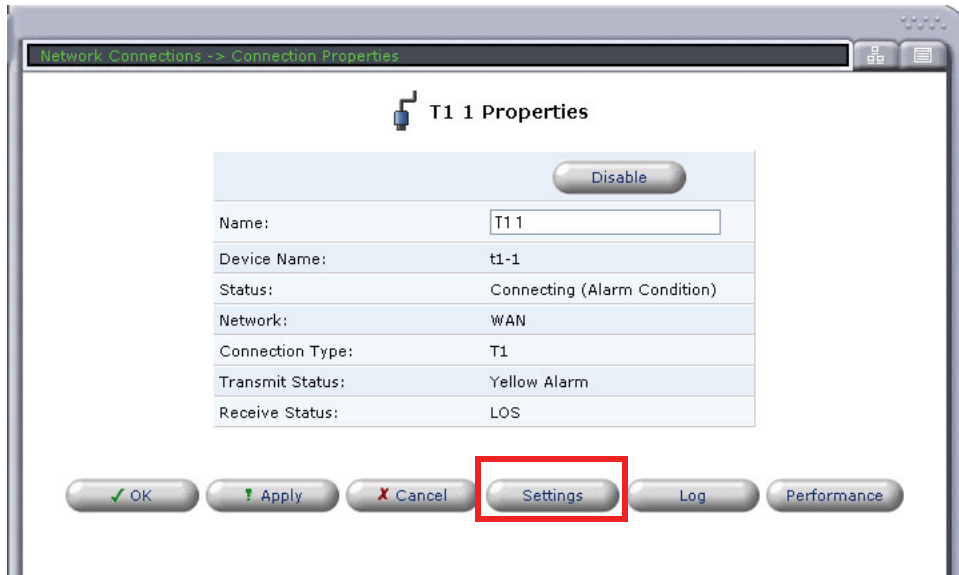 Network Connections -> Connection Properties
T1 1 Properties
Disable
Name: T1 1
Device Name: t1-1
Status: Connecting (Alarm Condition)
Network: WAN
Connection Type: T1
Transmit Status: Yellow Alarm
Receive Status: LOS
OK Apply Cancel Settings Log Performance